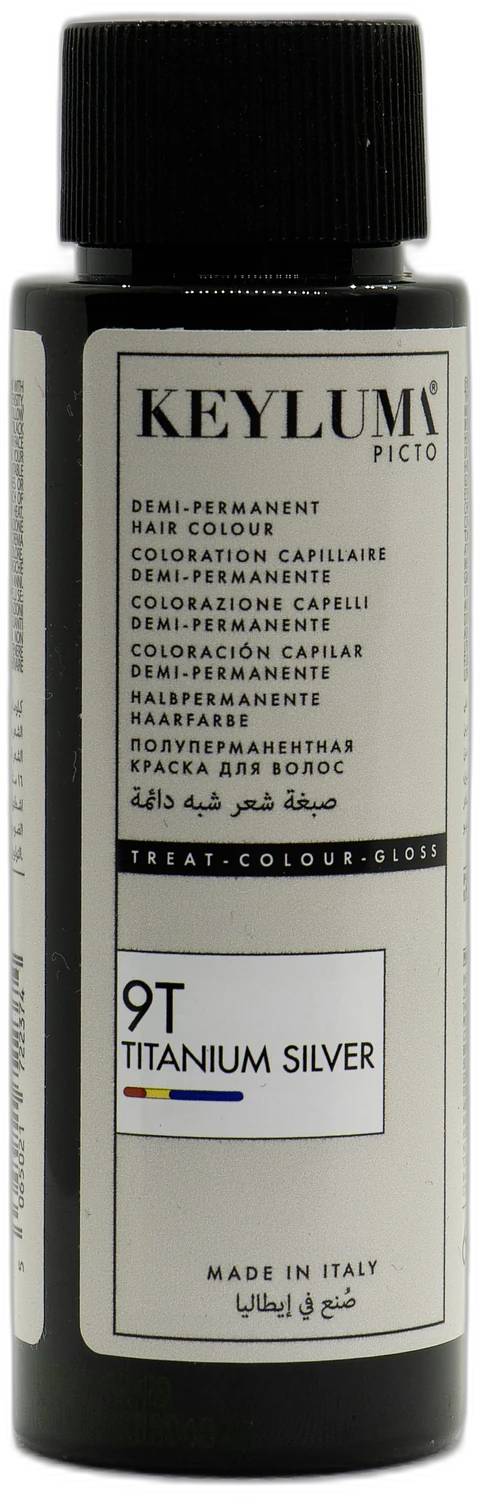 KEYLUMA®
PICTO
DEMI-PERMANENT
HAIR COLOUR
COLORATION CAPILLAIRE
DEMI-PERMANENTE
COLORAZIONE CAPELLI
DEMI-PERMANENTE
COLORACIÓN CAPILAR
DEMI-PERMANENTE
HALBPERMANENTE
HAARFARBE
ПОЛУПЕРМАНЕНТНАЯ
КРАСКА ДЛЯ ВОЛОС
صبغة شعر شبه دائمة
TREAT-COLOUR-GLOSS
9T
TITANIUM SILVER
MADE IN ITALY
صُنع في إيطاليا